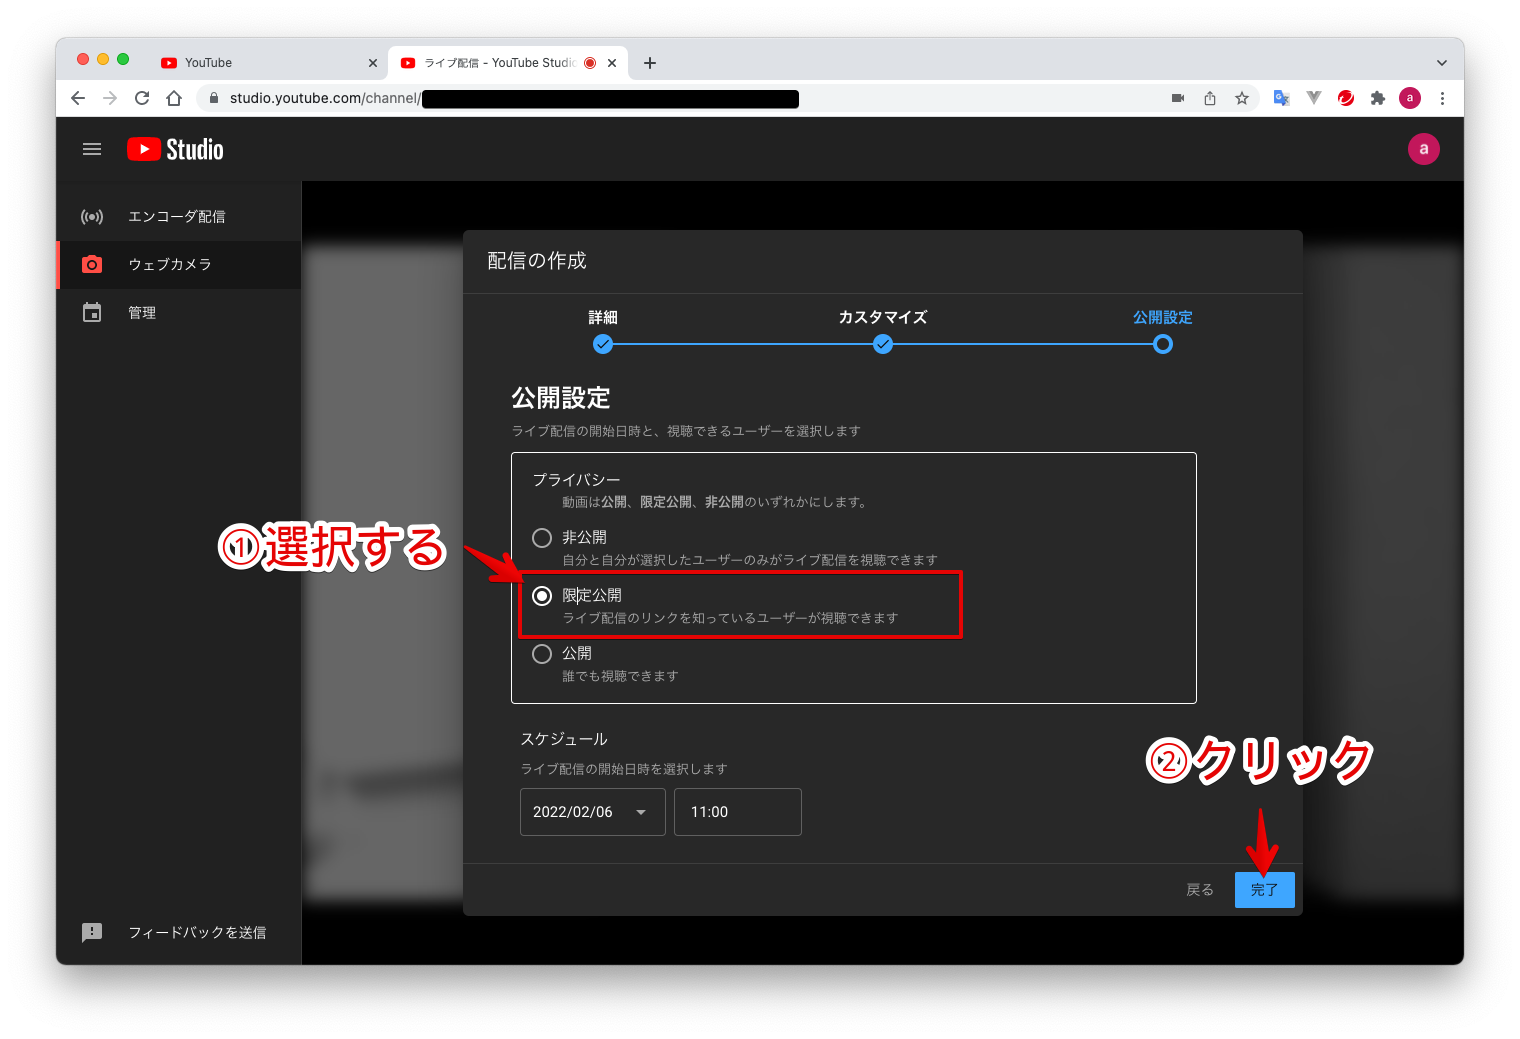 YouTube
ライブ配信 - YouTube Studio
studio.youtube.com/channel/
a
Studio
a
エンコーダ配信
ウェブカメラ
管理
フィードバックを送信
配信の作成
詳細
カスタマイズ
公開設定
公開設定
ライブ配信の開始日時と、視聴できるユーザーを選択します
プライバシー
動画は公開、限定公開、非公開のいずれかにします。
非公開
自分と自分が選択したユーザーのみがライブ配信を視聴できます
①選択する
限定公開
ライブ配信のリンクを知っているユーザーが視聴できます
公開
誰でも視聴できます
スケジュール
ライブ配信の開始日時を選択します
2022/02/06
11:00
②クリック
戻る
完了